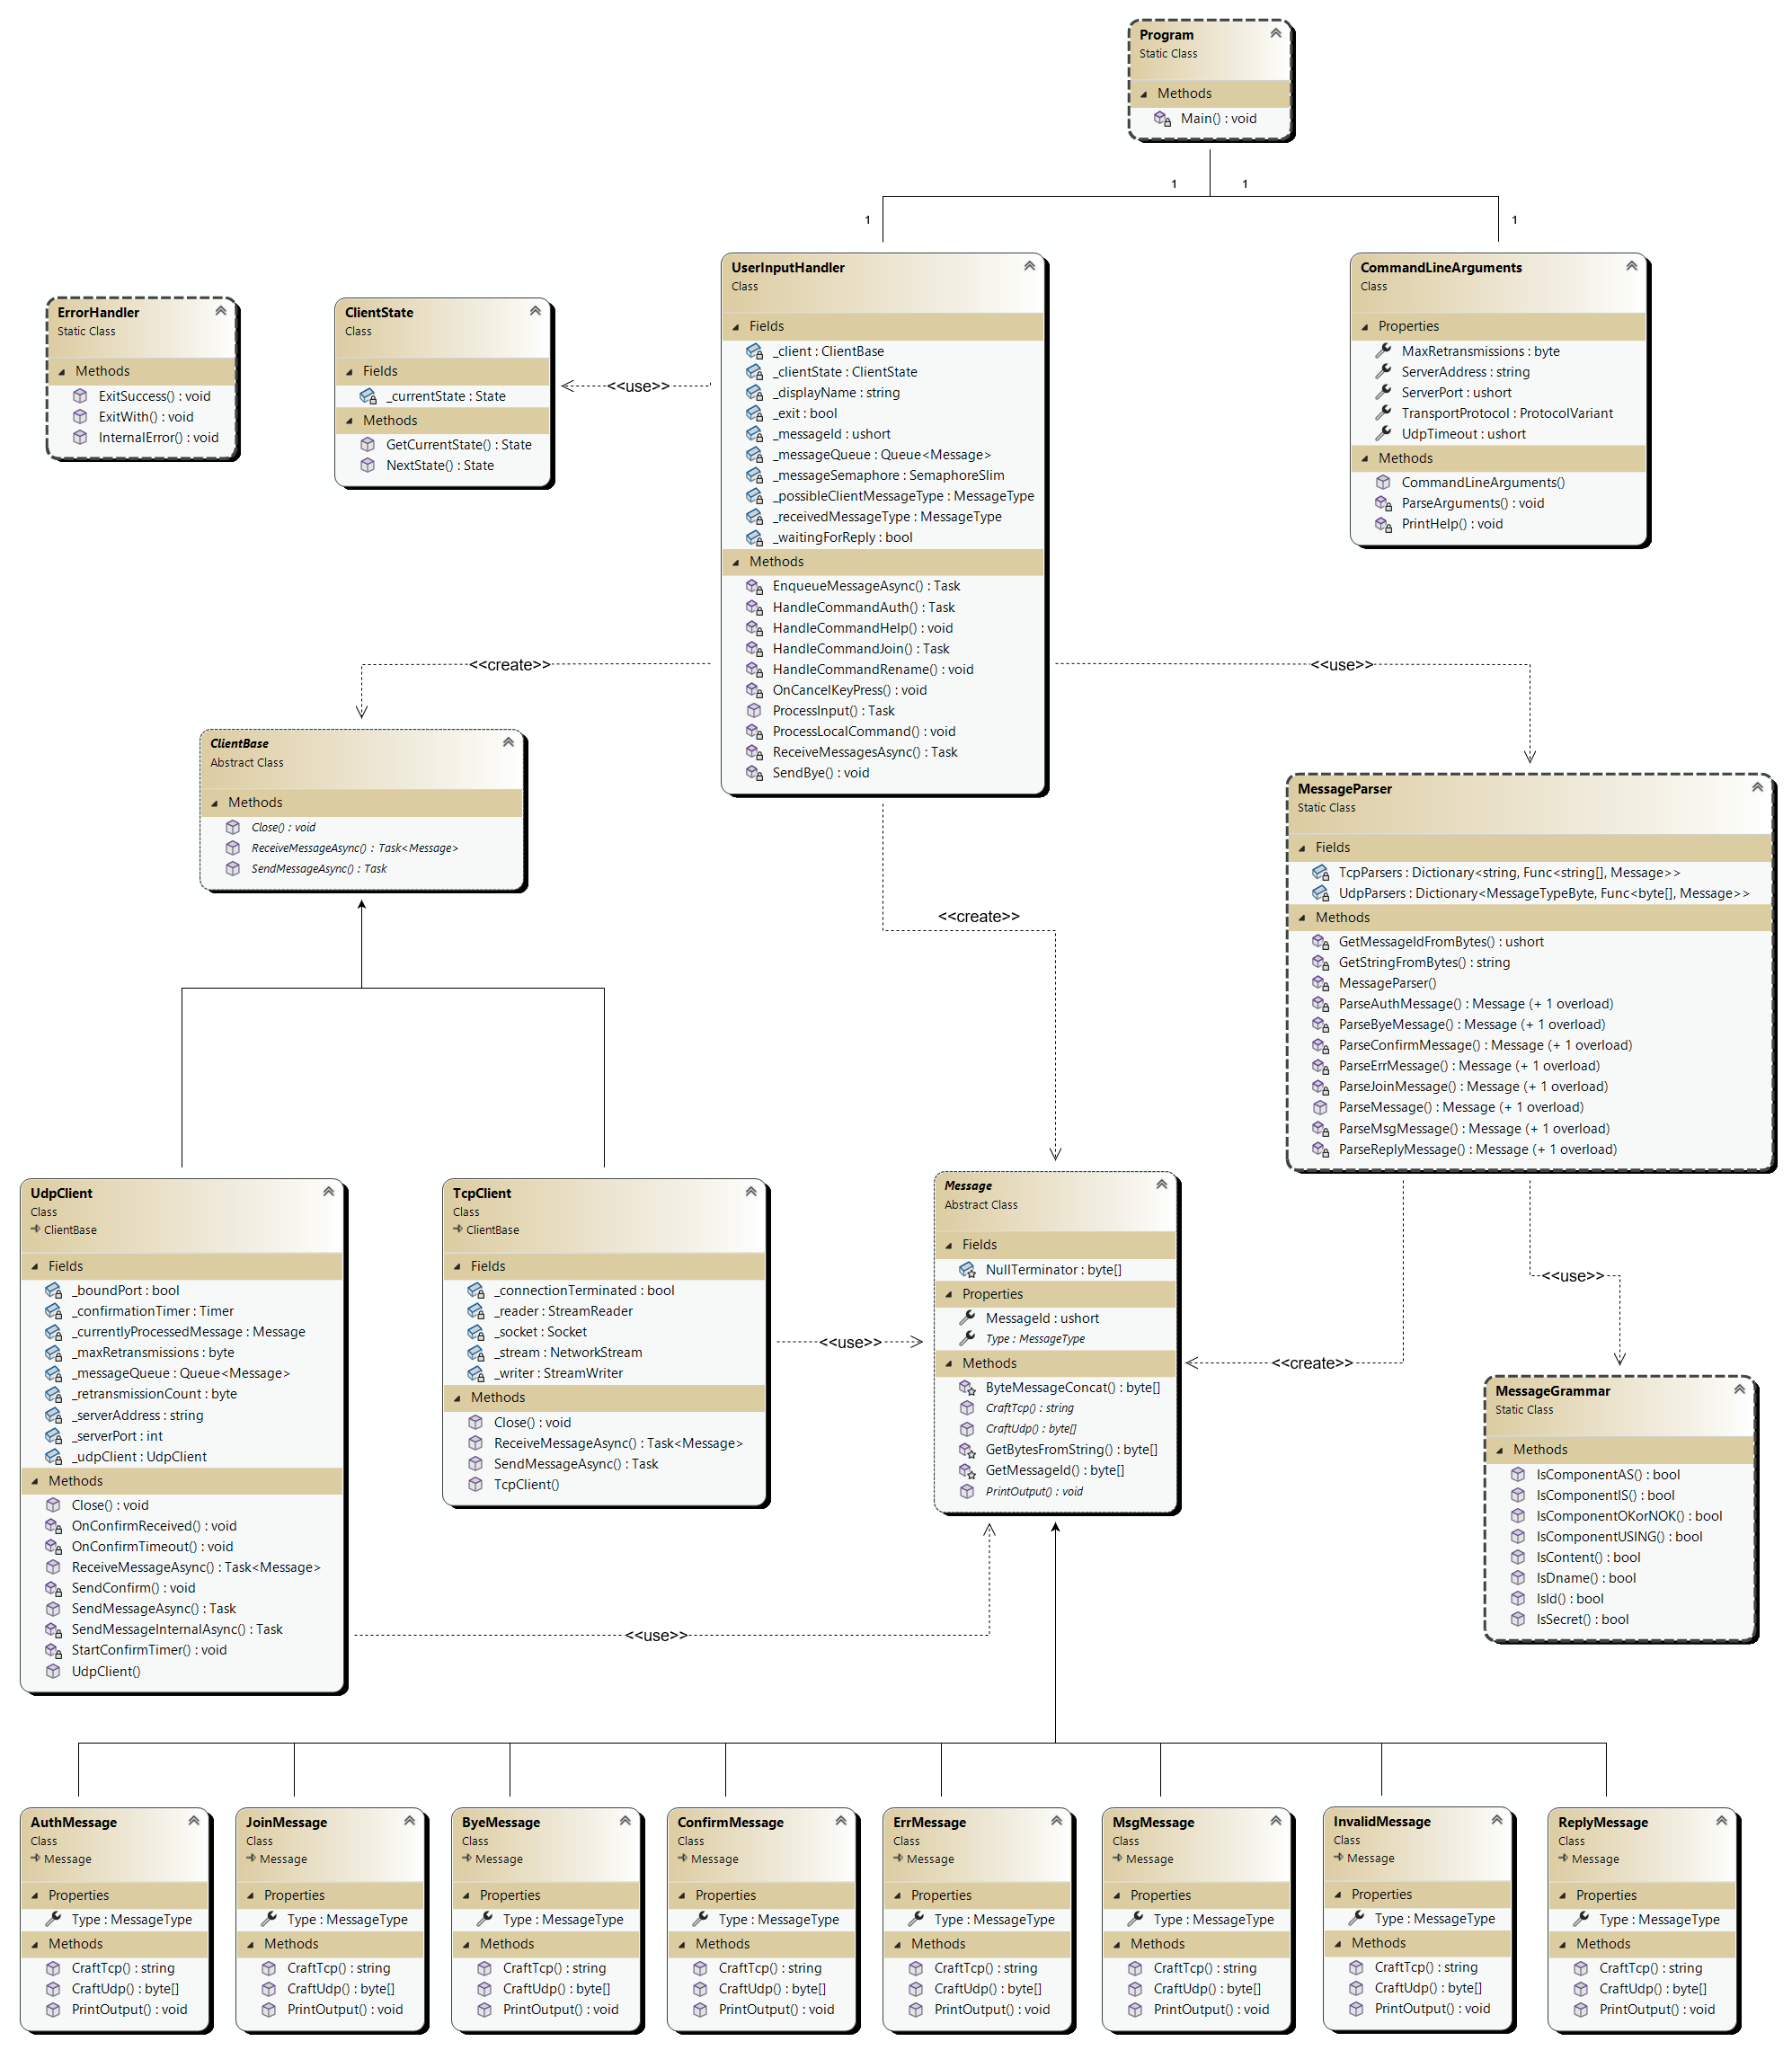 Program
Static Class
Methods
Main() : void
1
1
1
1
UserInputHandler
Class
Fields
_client : ClientBase
_clientState : ClientState
_displayName : string
_exit : bool
_messageId : ushort
_messageQueue : Queue<Message>
_messageSemaphore : SemaphoreSlim
_possibleClientMessageType : MessageType
_receivedMessageType : MessageType
_waitingForReply : bool
Methods
EnqueueMessageAsync() : Task
HandleCommandAuth() : Task
HandleCommandHelp() : void
HandleCommandJoin() : Task
HandleCommandRename() : void
OnCancelKeyPress() : void
ProcessInput() : Task
ProcessLocalCommand() : void
ReceiveMessagesAsync() : Task
SendBye() : void
CommandLineArguments
Class
Properties
MaxRetransmissions : byte
ServerAddress : string
ServerPort : ushort
TransportProtocol : ProtocolVariant
UdpTimeout : ushort
Methods
CommandLineArguments()
ParseArguments() : void
PrintHelp() : void
ErrorHandler
Static Class
Methods
ExitSuccess() : void
ExitWith() : void
InternalError() : void
ClientState
Class
Fields
_currentState : State
Methods
GetCurrentState() : State
NextState() : State
<<use>>
<<create>>
<<use>>
ClientBase
Abstract Class
Methods
Close() : void
ReceiveMessageAsync() : Task<Message>
SendMessageAsync() : Task
<<create>>
MessageParser
Static Class
Fields
TcpParsers : Dictionary<string, Func<string[], Message>>
UdpParsers : Dictionary<MessageTypeByte, Func<byte[], Message>>
Methods
GetMessageIdFromBytes() : ushort
GetStringFromBytes() : string
MessageParser()
ParseAuthMessage() : Message (+ 1 overload)
ParseByeMessage() : Message (+ 1 overload)
ParseConfirmMessage() : Message (+ 1 overload)
ParseErrMessage() : Message (+ 1 overload)
ParseJoinMessage() : Message (+ 1 overload)
ParseMessage() : Message (+ 1 overload)
ParseMsgMessage() : Message (+ 1 overload)
ParseReplyMessage() : Message (+ 1 overload)
UdpClient
Class
ClientBase
Fields
_boundPort : bool
_confirmationTimer : Timer
_currentlyProcessedMessage : Message
_maxRetransmissions : byte
_messageQueue : Queue<Message>
_retransmissionCount : byte
_serverAddress : string
_serverPort : int
_udpClient : UdpClient
Methods
Close() : void
OnConfirmReceived() : void
OnConfirmTimeout() : void
ReceiveMessageAsync() : Task<Message>
SendConfirm() : void
SendMessageAsync() : Task
SendMessageInternalAsync() : Task
StartConfirmTimer() : void
UdpClient()
TcpClient
Class
ClientBase
Fields
_connectionTerminated : bool
_reader : StreamReader
_socket : Socket
_stream : NetworkStream
_writer : StreamWriter
Methods
Close() : void
ReceiveMessageAsync() : Task<Message>
SendMessageAsync() : Task
TcpClient()
<<use>>
<<use>>
Message
Abstract Class
Fields
NullTerminator : byte[]
Properties
MessageId : ushort
Type : MessageType
Methods
ByteMessageConcat() : byte[]
CraftTcp() : string
CraftUdp() : byte[]
GetBytesFromString() : byte[]
GetMessageId() : byte[]
PrintOutput() : void
<<create>>
<<use>>
MessageGrammar
Static Class
Methods
IsComponentAS() : bool
IsComponentIS() : bool
IsComponentOKorNOK() : bool
IsComponentUSING() : bool
IsContent() : bool
IsDname() : bool
IsId() : bool
IsSecret() : bool
AuthMessage
Class
Message
Properties
Type : MessageType
Methods
CraftTcp() : string
CraftUdp() : byte[]
PrintOutput() : void
JoinMessage
Class
Message
Properties
Type : MessageType
Methods
CraftTcp() : string
CraftUdp() : byte[]
PrintOutput() : void
ByeMessage
Class
Message
Properties
Type : MessageType
Methods
CraftTcp() : string
CraftUdp() : byte[]
PrintOutput() : void
ConfirmMessage
Class
Message
Properties
Type : MessageType
Methods
CraftTcp() : string
CraftUdp() : byte[]
PrintOutput() : void
ErrMessage
Class
Message
Properties
Type : MessageType
Methods
CraftTcp() : string
CraftUdp() : byte[]
PrintOutput() : void
MsgMessage
Class
Message
Properties
Type : MessageType
Methods
CraftTcp() : string
CraftUdp() : byte[]
PrintOutput() : void
InvalidMessage
Class
Message
Properties
Type : MessageType
Methods
CraftTcp() : string
CraftUdp() : byte[]
PrintOutput() : void
ReplyMessage
Class
Message
Properties
Type : MessageType
Methods
CraftTcp() : string
CraftUdp() : byte[]
PrintOutput() : void